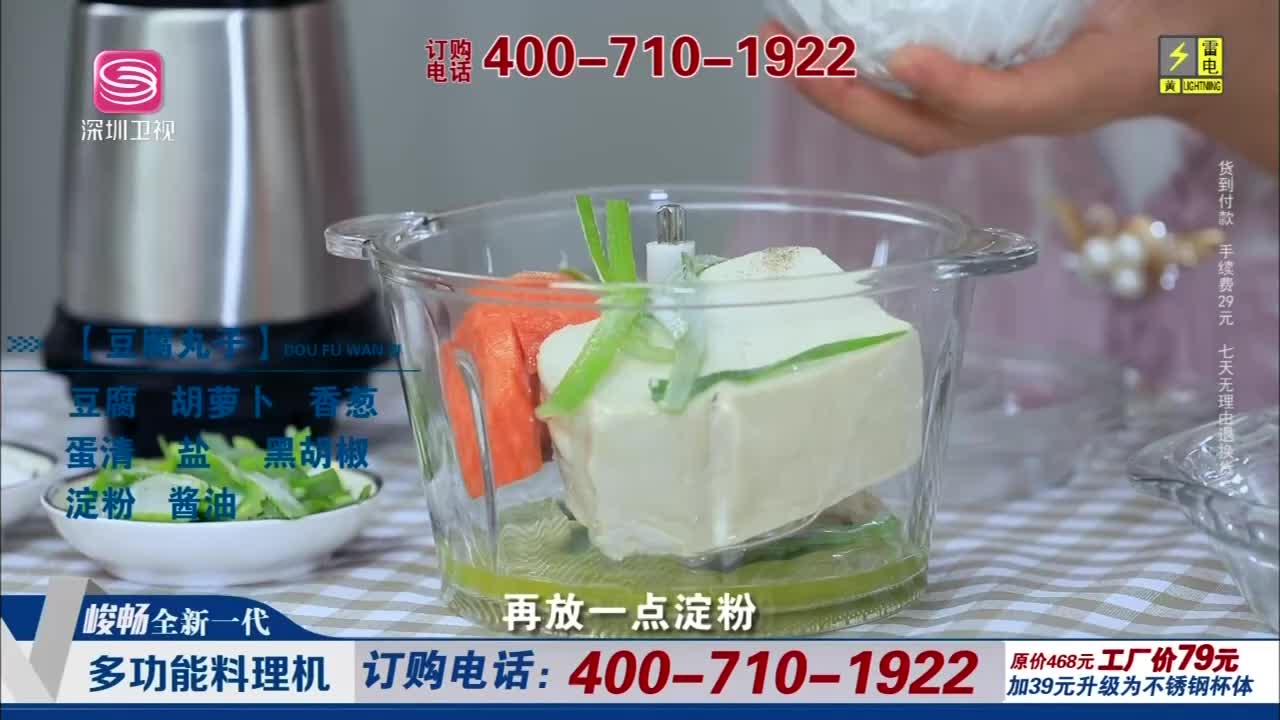 订购电话 400-710-1922
雷电
黄 LIGHTNING
深圳卫视
货到付款 手续费29元 七天无理由退换货
【豆腐丸子】DOU FU WAN ZI
豆腐 胡萝卜 香葱
蛋清 盐 黑胡椒
淀粉 酱油
再放一点淀粉
峻畅全新一代
多功能料理机
订购电话：400-710-1922
原价468元 工厂价79元
加39元升级为不锈钢杯体